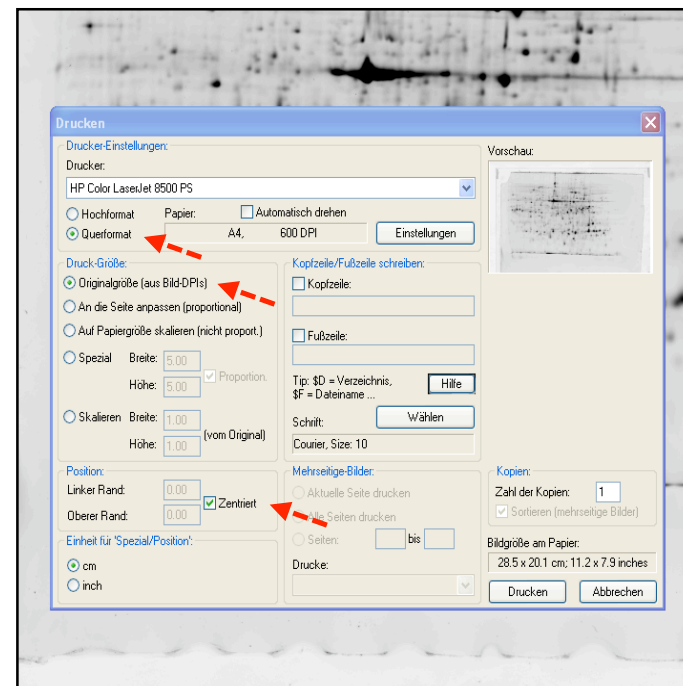 Drucken
Drucker-Einstellungen:
Drucker:
HP Color LaserJet 8500 PS
Hochformat Papier: Automatisch drehen
Querformat A4, 600 DPI Einstellungen
Vorschau:
Druck-Größe:
Originalgröße (aus Bild-DPIs)
An die Seite anpassen (proportional)
Auf Papiergröße skalieren (nicht proport.)
Spezial Breite: 5.00
Höhe: 5.00 Proportion.
Skalieren Breite: 1.00
Höhe: 1.00 (vom Original)
Kopfzeile/Fußzeile schreiben:
Kopfzeile:
Fußzeile:
Tip: $D = Verzeichnis,
$F = Dateiname ...
Hilfe
Schrift: Wählen
Courier, Size: 10
Position:
Linker Rand: 0.00
Oberer Rand: 0.00
Zentriert
Einheit für 'Spezial/Position':
cm
inch
Mehrseitige-Bilder:
Aktuelle Seite drucken
Alle Seiten drucken
Seiten: bis
Drucke:
Kopien:
Zahl der Kopien: 1
Sortieren (mehrseitige Bilder)
Bildgröße am Papier:
28.5 x 20.1 cm; 11.2 x 7.9 inches
Drucken Abbrechen